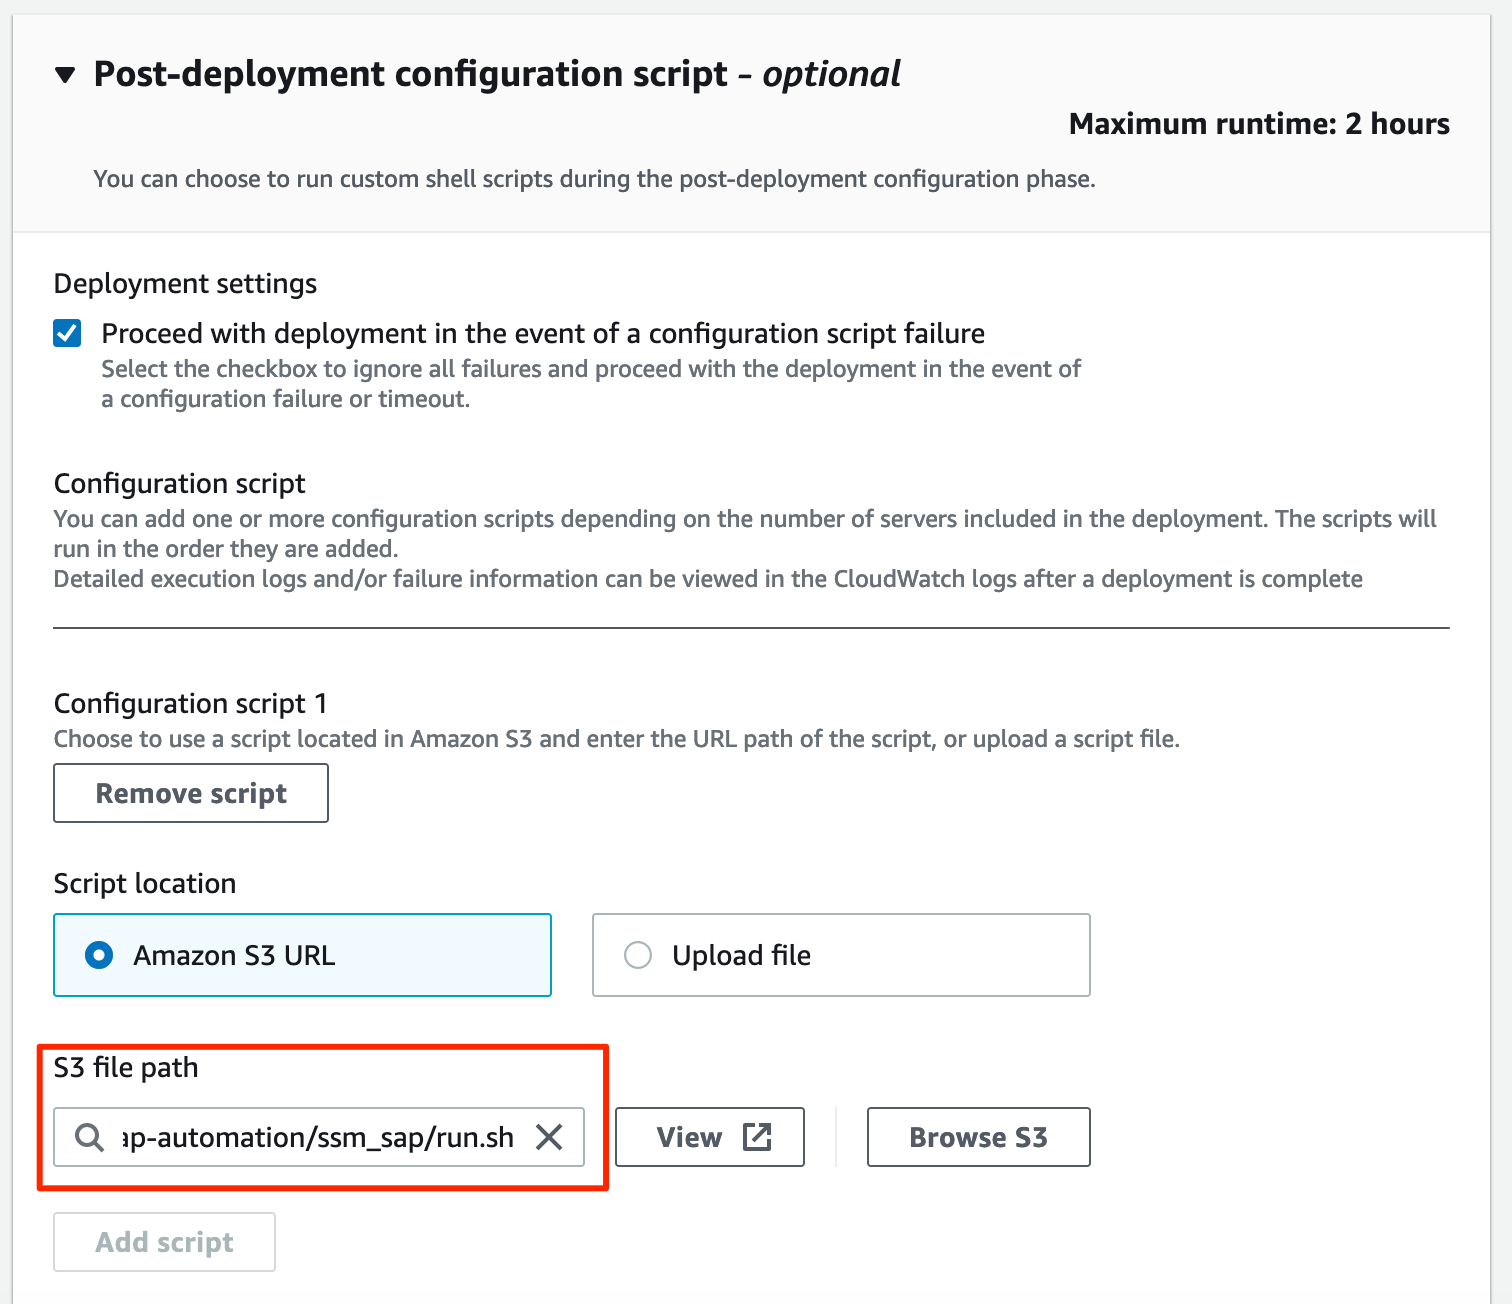 Post-deployment configuration script – optional
Maximum runtime: 2 hours
You can choose to run custom shell scripts during the post-deployment configuration phase.
Deployment settings
Proceed with deployment in the event of a configuration script failure
Select the checkbox to ignore all failures and proceed with the deployment in the event of
a configuration failure or timeout.
Configuration script
You can add one or more configuration scripts depending on the number of servers included in the deployment. The scripts will
run in the order they are added.
Detailed execution logs and/or failure information can be viewed in the CloudWatch logs after a deployment is complete
Configuration script 1
Choose to use a script located in Amazon S3 and enter the URL path of the script, or upload a script file.
Remove script
Script location
Amazon S3 URL
Upload file
S3 file path
ap-automation/ssm_sap/run.sh
View
Browse S3
Add script